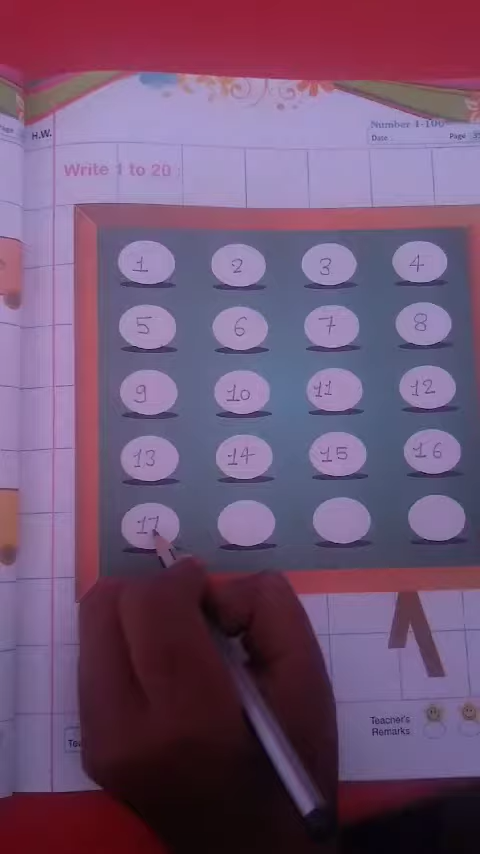 H.W.
Number 1-100
Date
Page
Write 1 to 20
1 2 3 4
5 6 7 8
9 10 11 12
13 14 15 16
17
Teacher's
Remarks